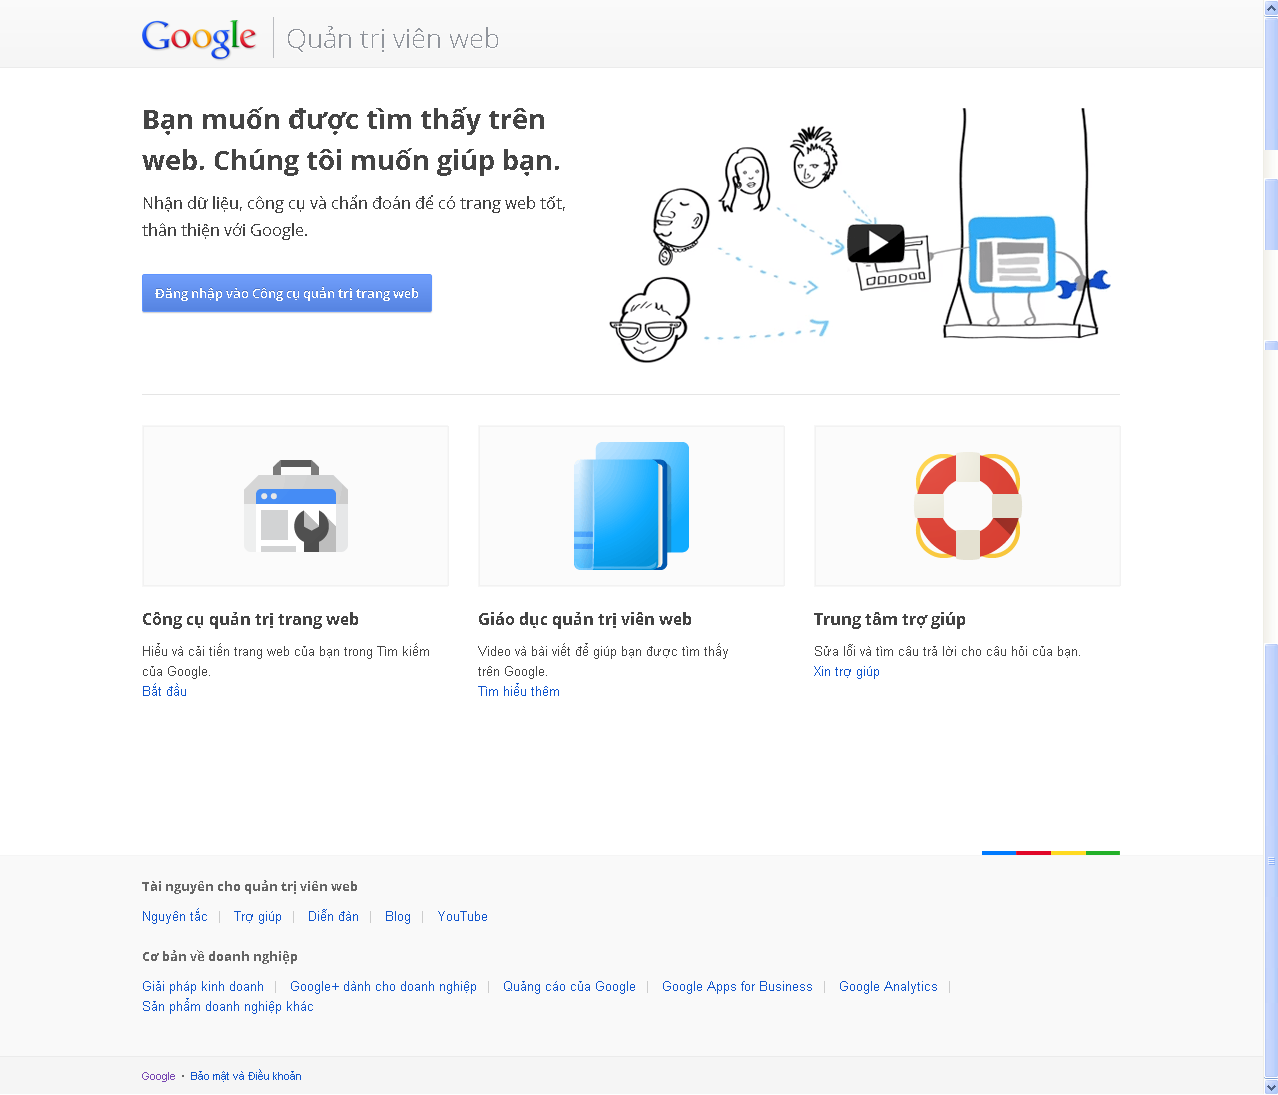 Google Quản trị viên web
Bạn muốn được tìm thấy trên
web. Chúng tôi muốn giúp bạn.
Nhận dữ liệu, công cụ và chẩn đoán để có trang web tốt,
thân thiện với Google.
Đăng nhập vào Công cụ quản trị trang web
Công cụ quản trị trang web
Hiểu và cải tiến trang web của bạn trong Tìm kiếm
của Google.
Bắt đầu
Giáo dục quản trị viên web
Video và bài viết để giúp bạn được tìm thấy
trên Google.
Tìm hiểu thêm
Trung tâm trợ giúp
Sửa lỗi và tìm câu trả lời cho câu hỏi của bạn.
Xin trợ giúp
Tài nguyên cho quản trị viên web
Nguyên tắc | Trợ giúp | Diễn đàn | Blog | YouTube
Cơ bản về doanh nghiệp
Giải pháp kinh doanh | Google+ dành cho doanh nghiệp | Quảng cáo của Google | Google Apps for Business | Google Analytics |
Sản phẩm doanh nghiệp khác
Google • Bảo mật và Điều khoản